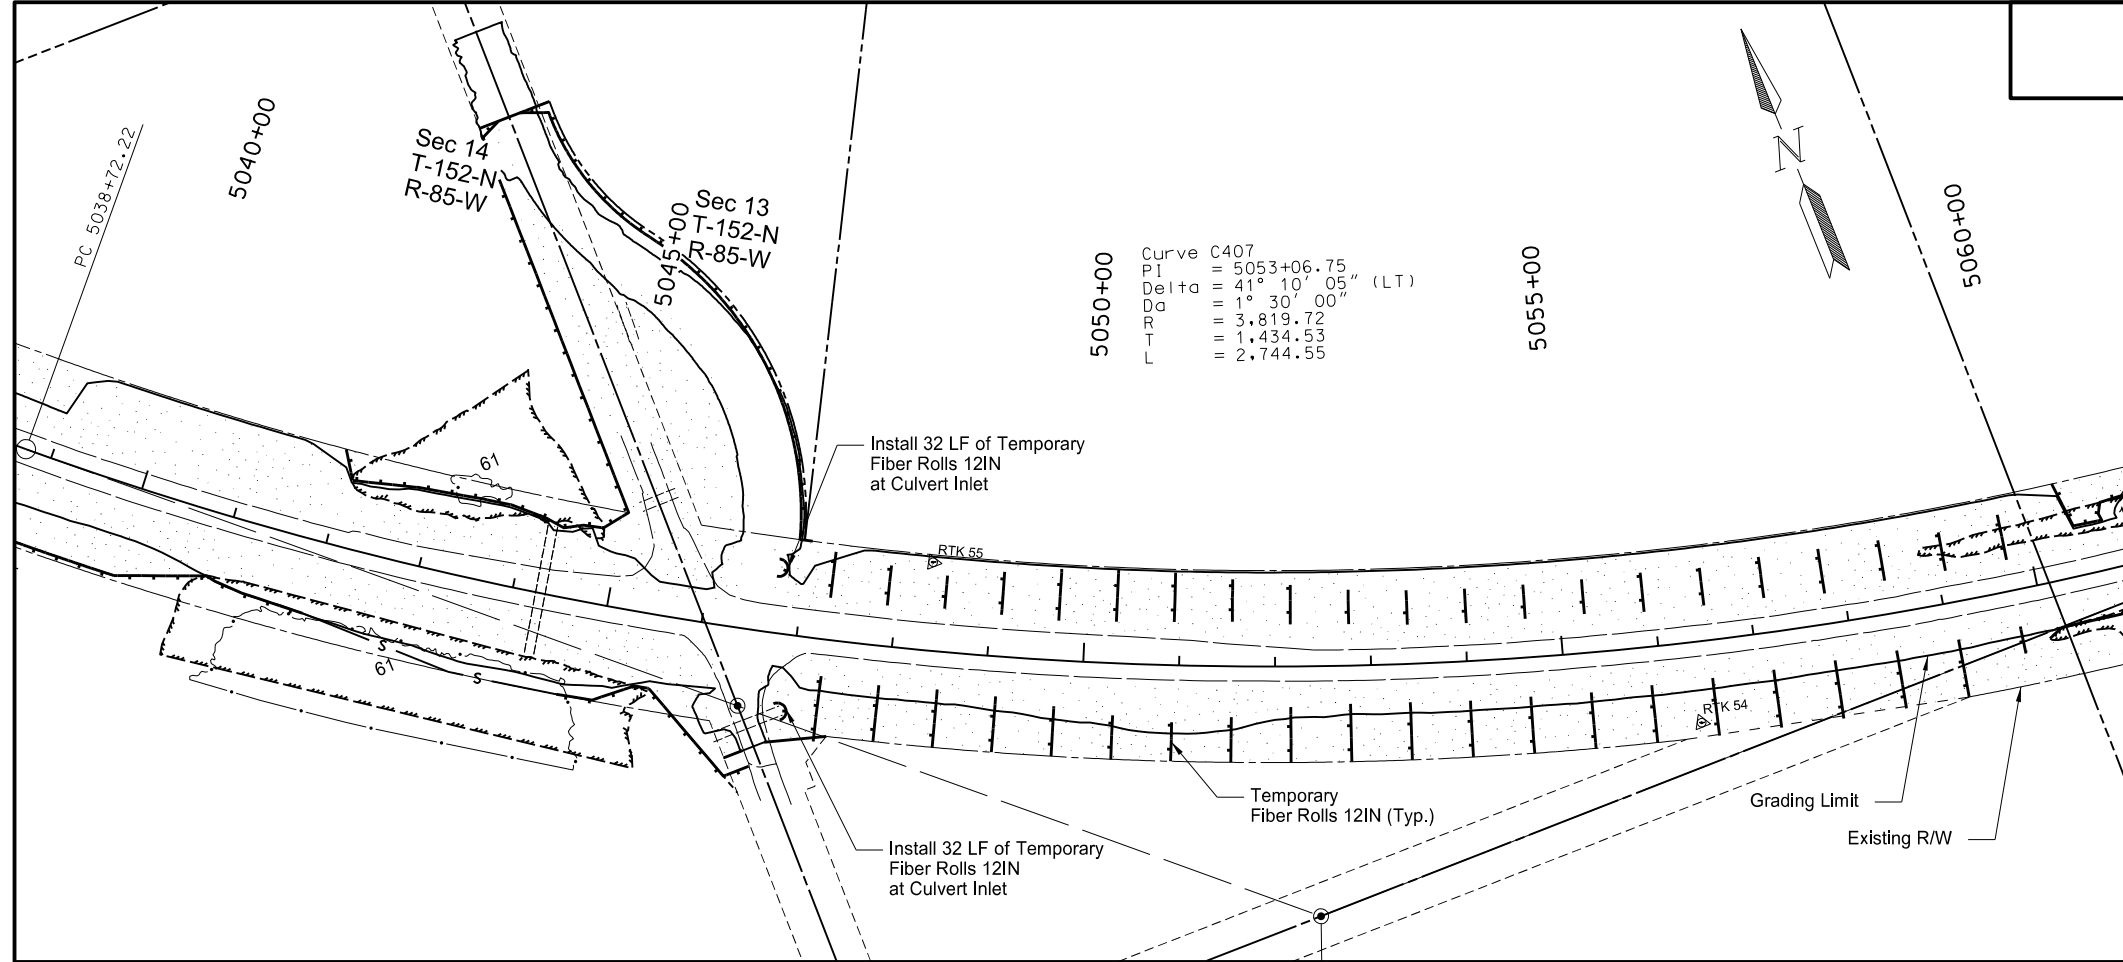 PC 5038+72.22
5040+00
Sec 14
T-152-N
R-85-W
5045+00
Sec 13
T-152-N
R-85-W
5050+00
Curve C407
PI = 5053+06.75
Delta = 41° 10' 05" (LT)
Da = 1° 30' 00"
R = 3,819.72
T = 1,434.53
L = 2,744.55
5055+00
N
5060+00
61
Install 32 LF of Temporary
Fiber Rolls 12IN
at Culvert Inlet
RTK 55
S
61
S
RTK 54
Temporary
Fiber Rolls 12IN (Typ.)
Grading Limit
Existing R/W
Install 32 LF of Temporary
Fiber Rolls 12IN
at Culvert Inlet